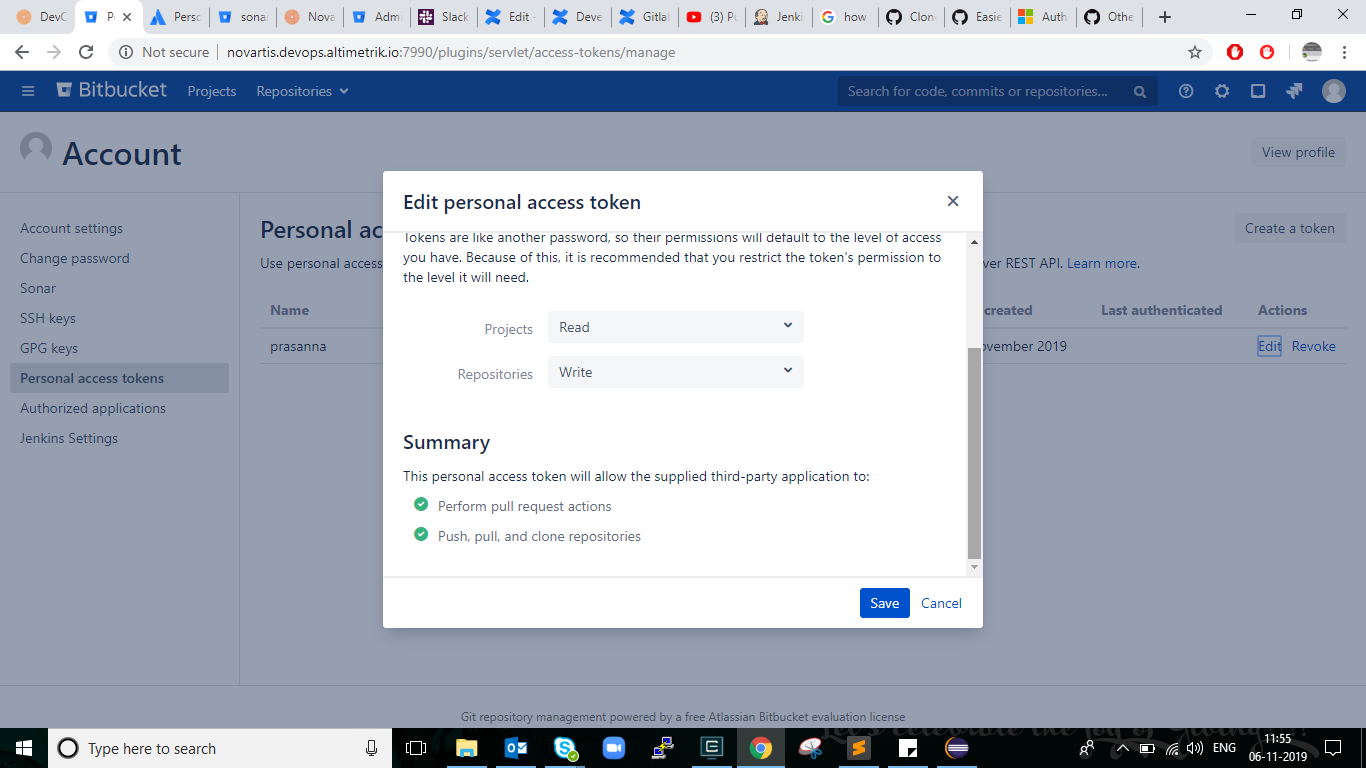 DevC
P
Perso
sonar
Nova
Admi
Slack
Edit -
Deve
Gitla
(3) Pu
Jenki
how
Clon
Easie
Auth
Othe
Not secure
novartis.devops.altimetrik.io:7990/plugins/servlet/access-tokens/manage
Bitbucket
Projects
Repositories
Search for code, commits or repositories...
Account
View profile
Account settings
Change password
Sonar
SSH keys
GPG keys
Personal access tokens
Authorized applications
Jenkins Settings
Personal ac
Create a token
Use personal access
ver REST API. Learn more.
Name
created
Last authenticated
Actions
prasanna
ovember 2019
Edit
Revoke
Edit personal access token
Tokens are like another password, so their permissions will default to the level of access
you have. Because of this, it is recommended that you restrict the token's permission to
the level it will need.
Projects
Read
Repositories
Write
Summary
This personal access token will allow the supplied third-party application to:
Perform pull request actions
Push, pull, and clone repositories
Save
Cancel
Git repository management powered by a free Atlassian Bitbucket evaluation license
Type here to search
ENG
11:55
06-11-2019